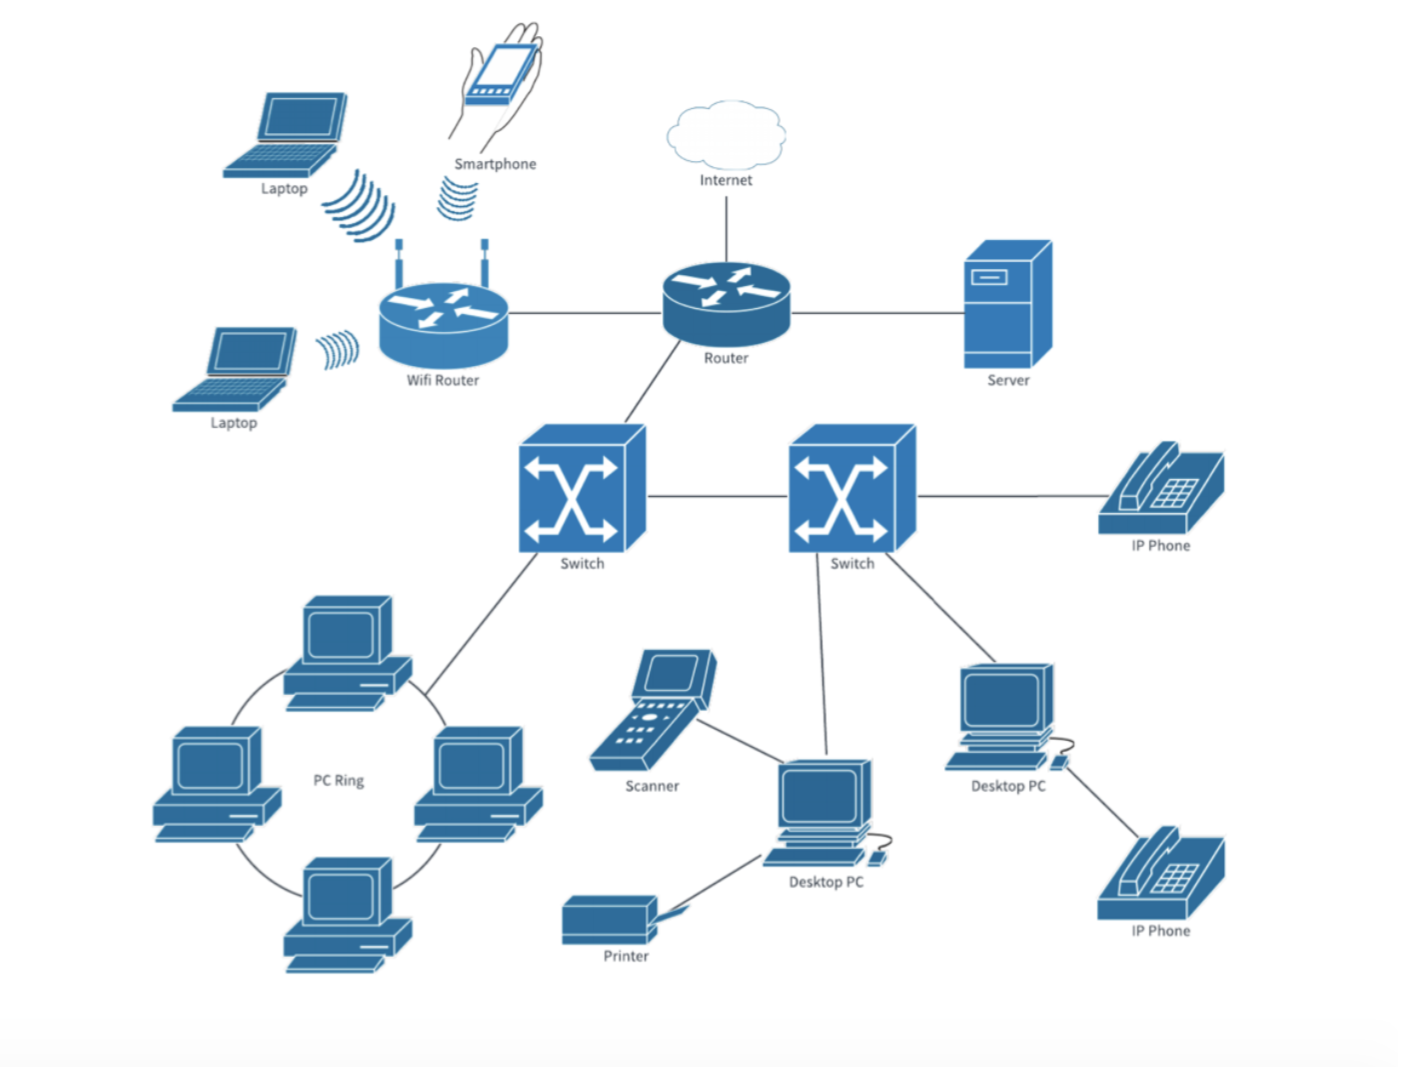 Smartphone
Internet
Laptop
Router
Wifi Router
Server
Laptop
IP Phone
Switch
Switch
PC Ring
Scanner
Desktop PC
Desktop PC
IP Phone
Printer